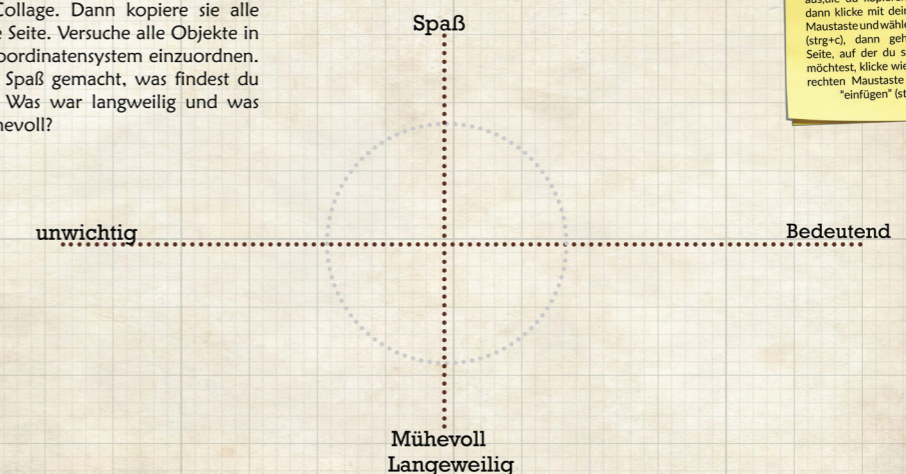 Collage. Dann kopiere sie alle
Seite. Versuche alle Objekte in
oordinatensystem einzuordnen.
Spaß gemacht, was findest du
Was war langweilig und was
hevoll?
Spaß
dann klicke mit dein
Maustaste und wähle
(strg+c), dann geh
Seite, auf der du s
möchtest, klicke wie
rechten Maustaste
"einfügen" (st
unwichtig
Bedeutend
Mühevoll
Langeweilig